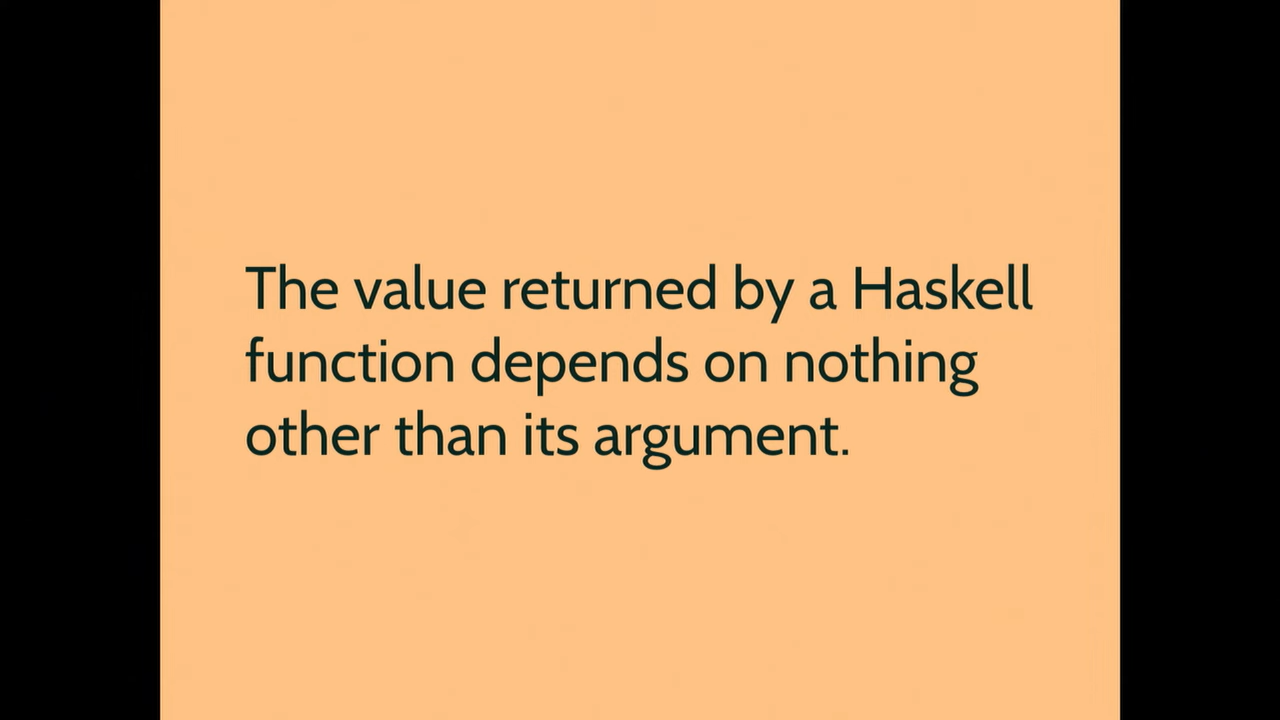 The value returned by a Haskell
function depends on nothing
other than its argument.